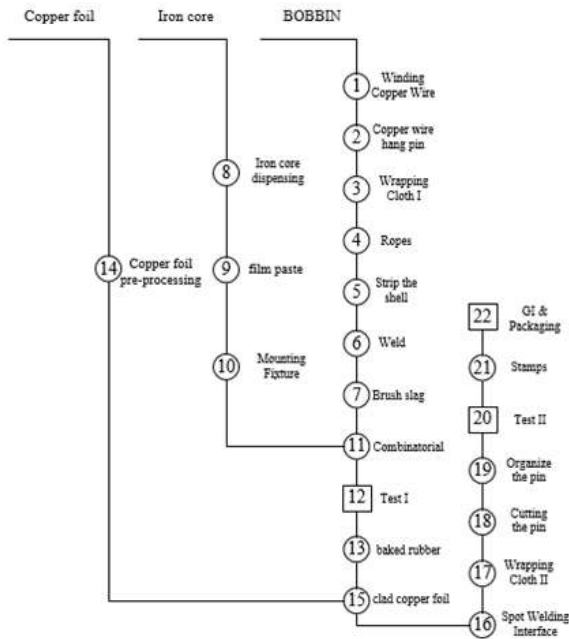 Copper foil
Iron core
BOBBIN
1
Winding
Copper Wire
2
Copper wire
hang pin
8
Iron core
dispensing
3
Wrapping
Cloth I
4
Ropes
14
Copper foil
pre-processing
9
film paste
5
Strip the
shell
22
GI &
Packaging
6
Weld
10
Mounting
Fixture
21
Stamps
7
Brush slag
20
Test II
11
Combinatorial
19
Organize
the pin
12
Test I
18
Cutting
the pin
13
baked rubber
17
Wrapping
Cloth II
15
clad copper foil
16
Spot Welding
Interface